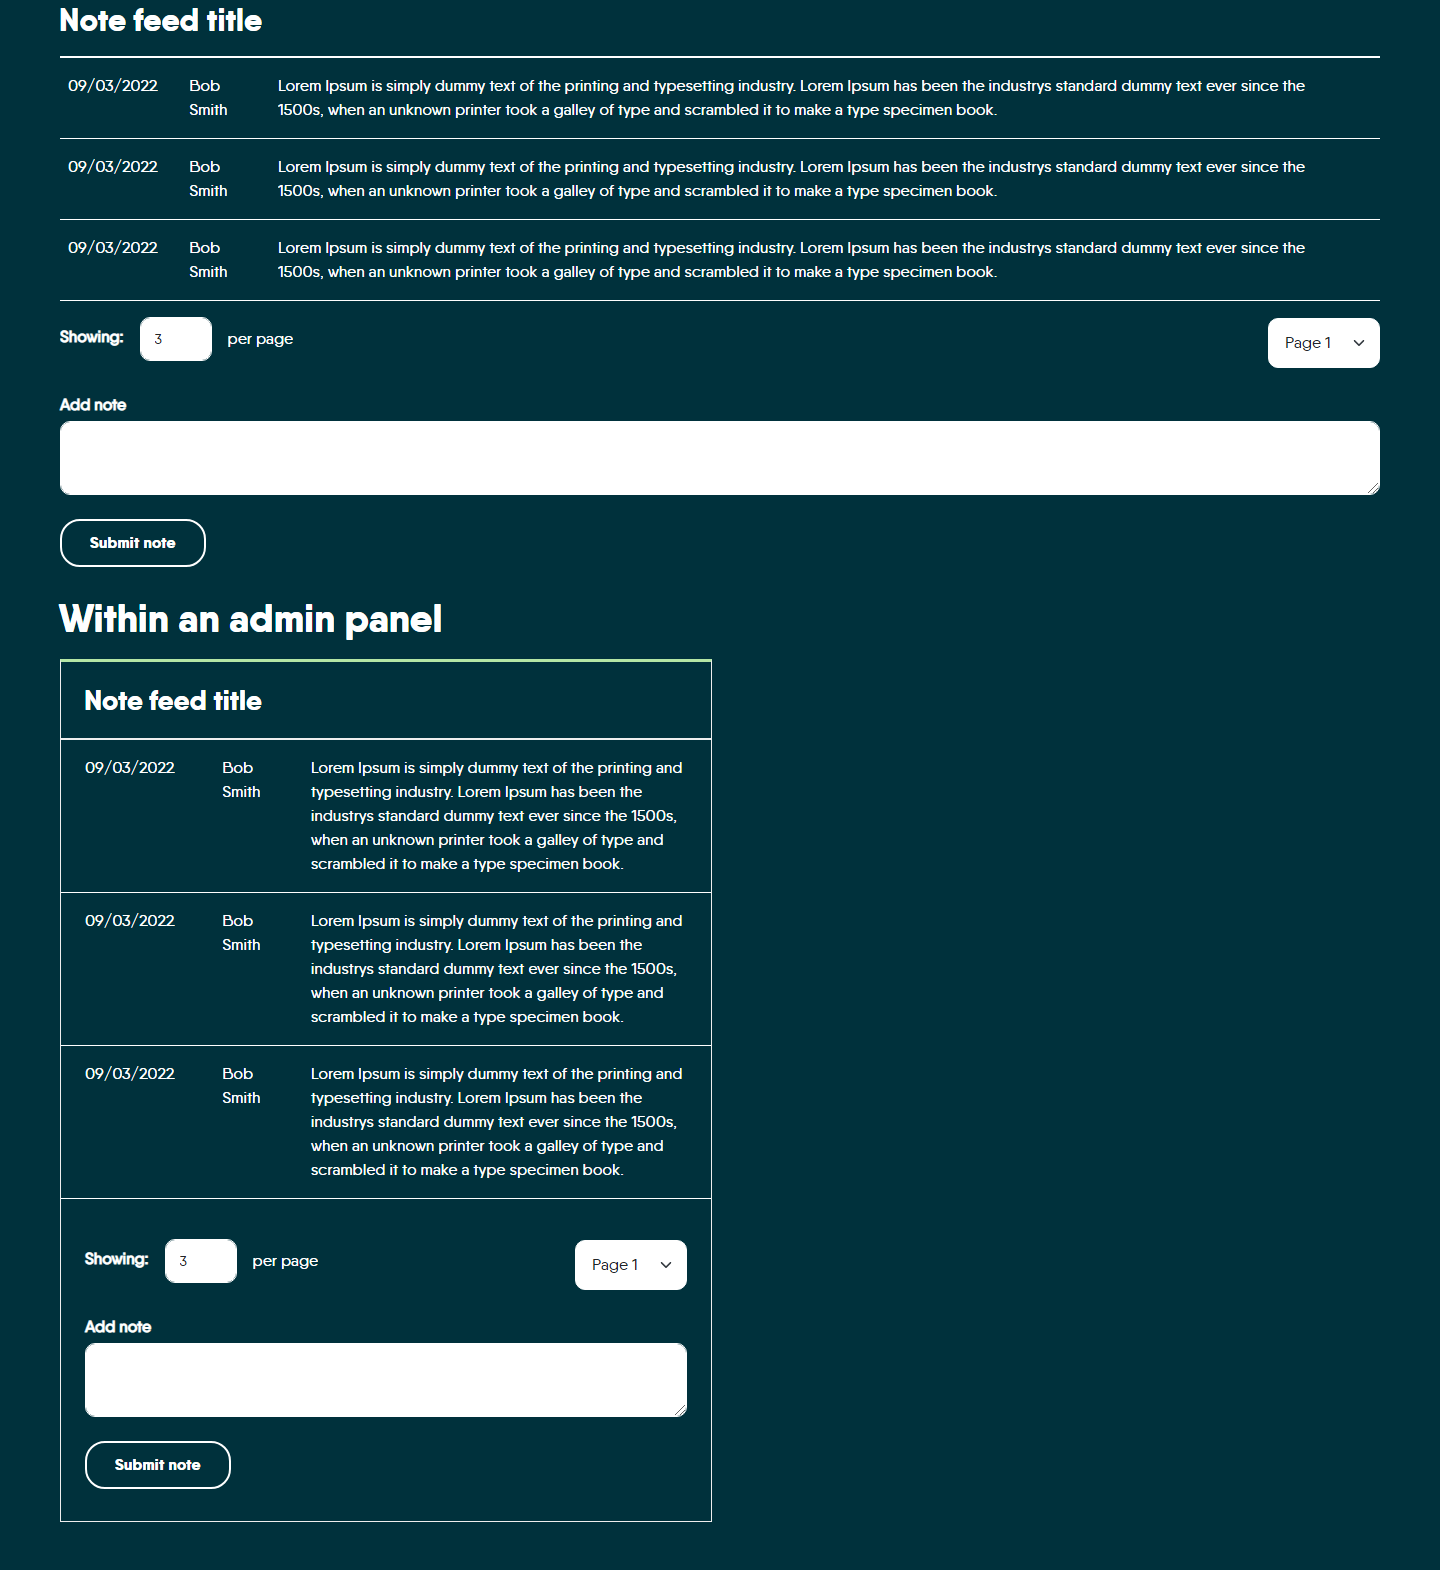 Note feed title
09/03/2022 Bob Lorem Ipsum is simply dummy text of the printing and typesetting industry. Lorem Ipsum has been the industrys standard dummy text ever since the
Smith 1500s, when an unknown printer took a galley of type and scrambled it to make a type specimen book.
09/03/2022 Bob Lorem Ipsum is simply dummy text of the printing and typesetting industry. Lorem Ipsum has been the industrys standard dummy text ever since the
Smith 1500s, when an unknown printer took a galley of type and scrambled it to make a type specimen book.
09/03/2022 Bob Lorem Ipsum is simply dummy text of the printing and typesetting industry. Lorem Ipsum has been the industrys standard dummy text ever since the
Smith 1500s, when an unknown printer took a galley of type and scrambled it to make a type specimen book.
Showing: 3 per page Page 1
Add note
Submit note
Within an admin panel
Note feed title
09/03/2022 Bob Lorem Ipsum is simply dummy text of the printing and
Smith typesetting industry. Lorem Ipsum has been the
industrys standard dummy text ever since the 1500s,
when an unknown printer took a galley of type and
scrambled it to make a type specimen book.
09/03/2022 Bob Lorem Ipsum is simply dummy text of the printing and
Smith typesetting industry. Lorem Ipsum has been the
industrys standard dummy text ever since the 1500s,
when an unknown printer took a galley of type and
scrambled it to make a type specimen book.
09/03/2022 Bob Lorem Ipsum is simply dummy text of the printing and
Smith typesetting industry. Lorem Ipsum has been the
industrys standard dummy text ever since the 1500s,
when an unknown printer took a galley of type and
scrambled it to make a type specimen book.
Showing: 3 per page Page 1
Add note
Submit note